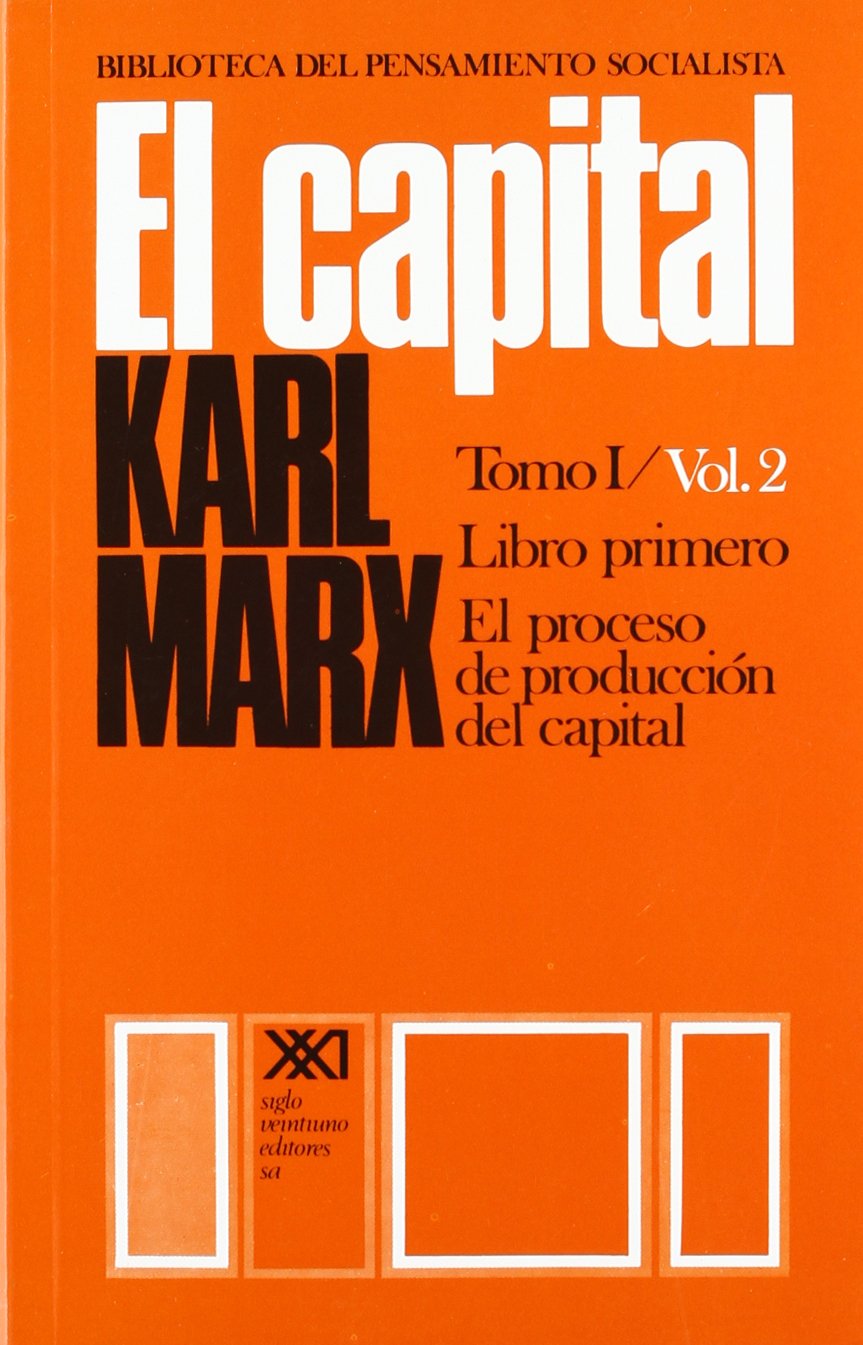 BIBLIOTECA DEL PENSAMIENTO SOCIALISTA
El capital
KARL
MARX
Tomo I/Vol. 2
Libro primero
El proceso
de producción
del capital
XXI
siglo
veintiuno
editores
sa